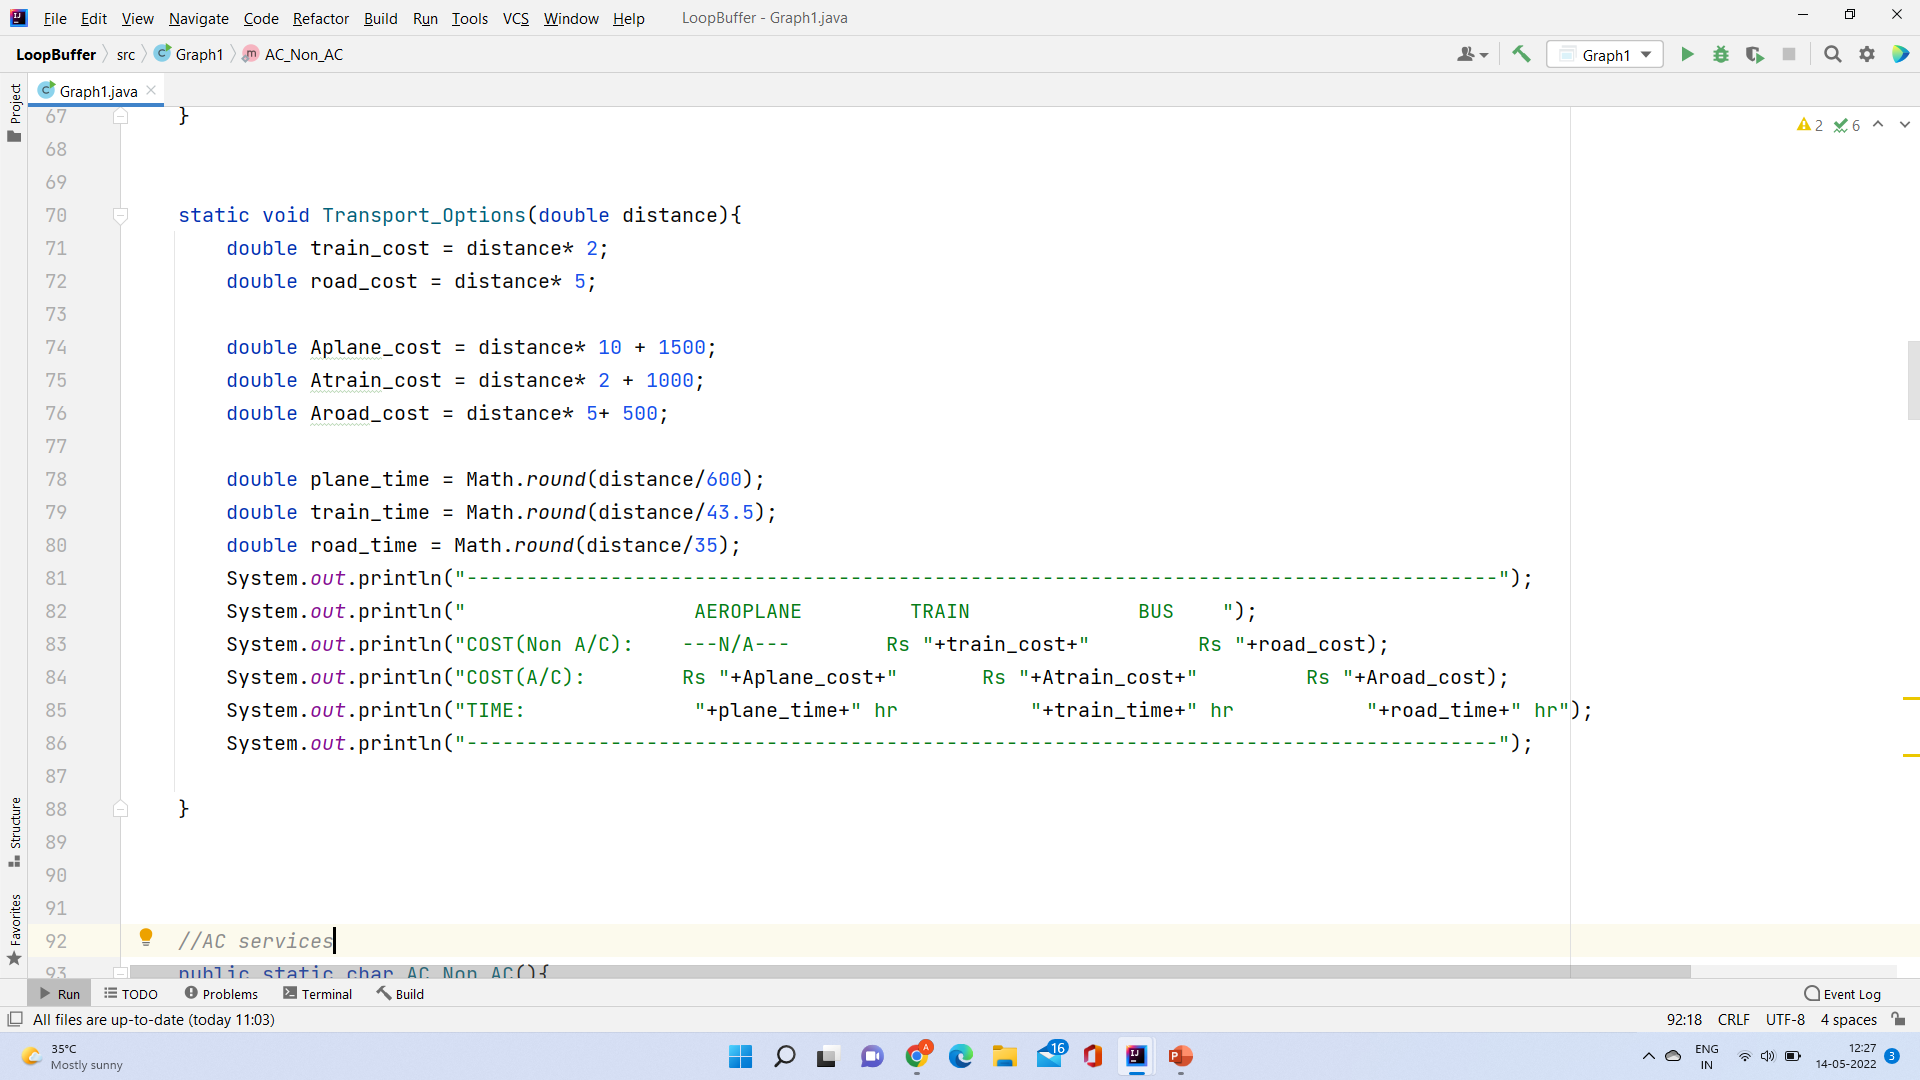 File Edit View Navigate Code Refactor Build Run Tools VCS Window Help LoopBuffer - Graph1.java
LoopBuffer src Graph1 AC_Non_AC Graph1
Project
Graph1.java
67 }
2 6
68
69
70 static void Transport_Options(double distance){
71 double train_cost = distance* 2;
72 double road_cost = distance* 5;
73
74 double Aplane_cost = distance* 10 + 1500;
75 double Atrain_cost = distance* 2 + 1000;
76 double Aroad_cost = distance* 5+ 500;
77
78 double plane_time = Math.round(distance/600);
79 double train_time = Math.round(distance/43.5);
80 double road_time = Math.round(distance/35);
81 System.out.println("--------------------------------------------------------------------------------------");
82 System.out.println("                   AEROPLANE         TRAIN              BUS    ");
83 System.out.println("COST(Non A/C):    ---N/A---        Rs "+train_cost+"         Rs "+road_cost);
84 System.out.println("COST(A/C):        Rs "+Aplane_cost+"       Rs "+Atrain_cost+"         Rs "+Aroad_cost);
85 System.out.println("TIME:              "+plane_time+" hr           "+train_time+" hr           "+road_time+" hr");
86 System.out.println("--------------------------------------------------------------------------------------");
87
88 }
89
90
91
92 //AC services
93 public static char AC_Non_AC(){
Structure
Favorites
Run TODO Problems Terminal Build Event Log
All files are up-to-date (today 11:03) 92:18 CRLF UTF-8 4 spaces
35°C
Mostly sunny
A
16
ENG
IN
12:27
14-05-2022
3